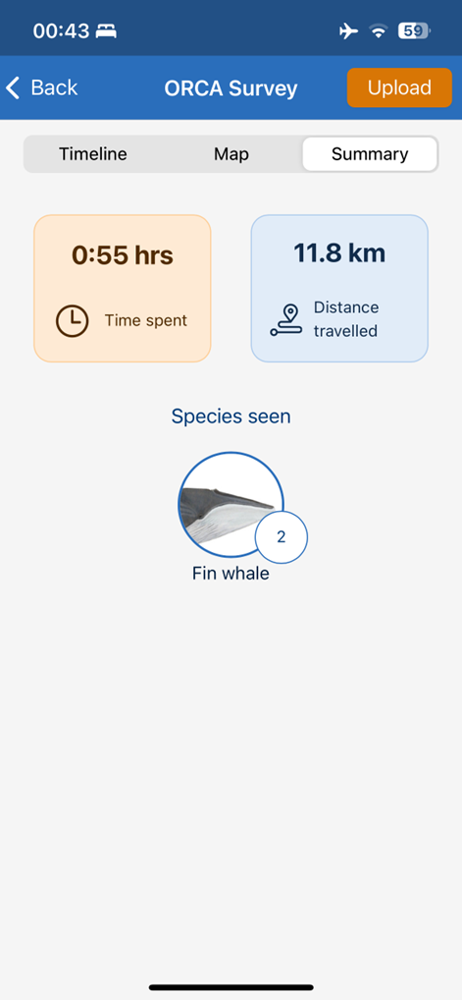 00:43
59
Back
ORCA Survey
Upload
Timeline
Map
Summary
0:55 hrs
Time spent
11.8 km
Distance
travelled
Species seen
2
Fin whale